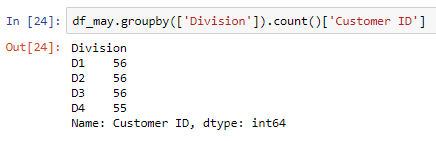 In [24]: df_may.groupby(['Division']).count()['Customer ID']
Out[24]: Division
D1    56
D2    56
D3    56
D4    55
Name: Customer ID, dtype: int64